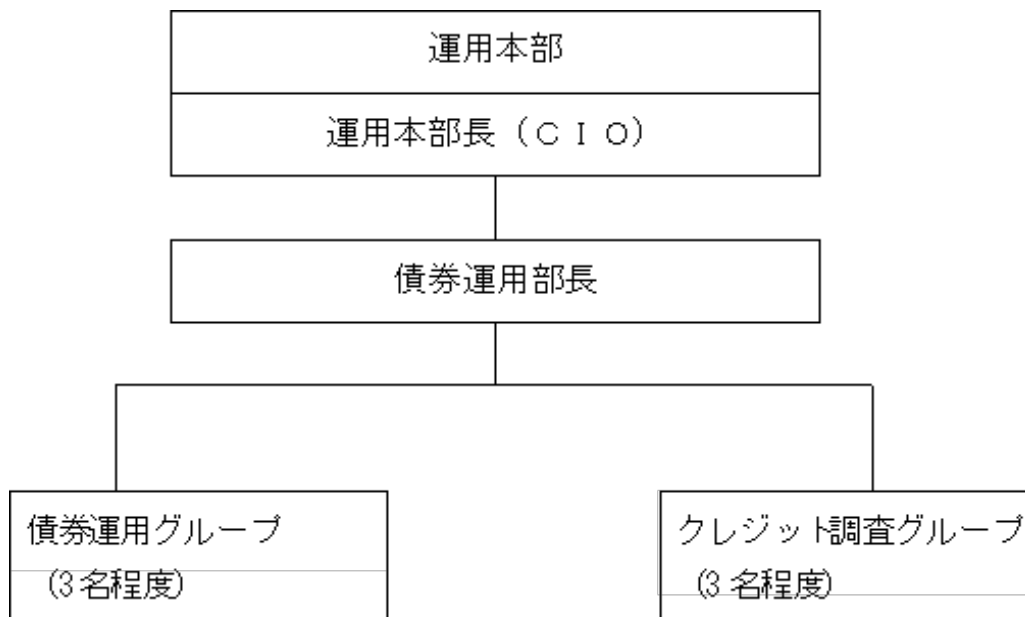 運用本部
運用本部長（ＣＩＯ）
債券運用部長
債券運用グループ
(3名程度)
クレジット調査グループ
(3名程度)